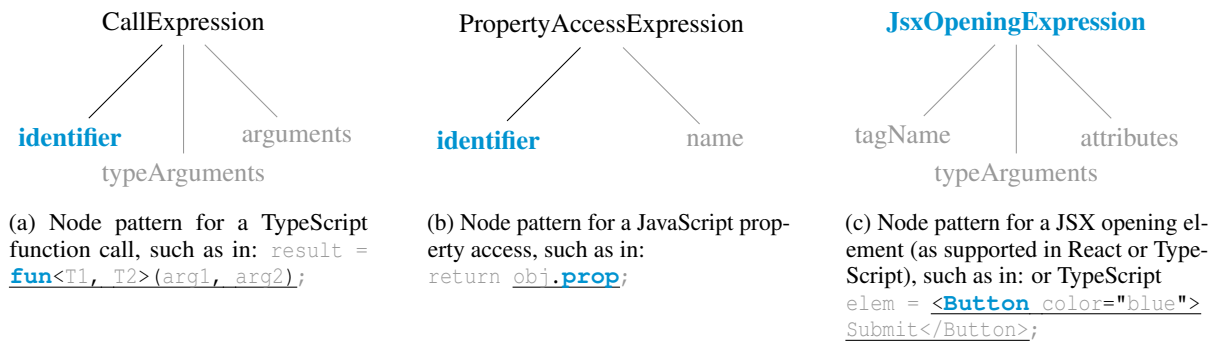 CallExpression
identifier
arguments
typeArguments
(a) Node pattern for a TypeScript
function call, such as in: result =
fun<T1, T2>(arg1, arg2);
PropertyAccessExpression
identifier
name
(b) Node pattern for a JavaScript prop-
erty access, such as in:
return obj.prop;
JsxOpeningExpression
tagName
attributes
typeArguments
(c) Node pattern for a JSX opening el-
ement (as supported in React or Type-
Script), such as in: or TypeScript
elem = <Button color="blue">
Submit</Button>;